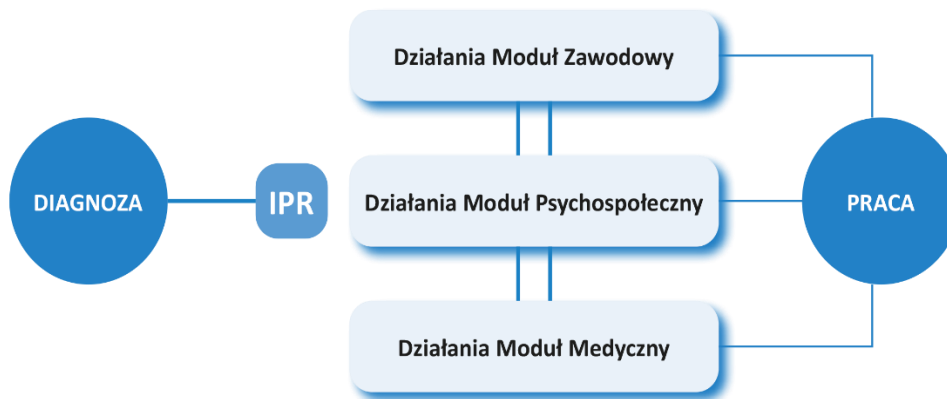 DIAGNOZA
IPR
Działania Moduł Zawodowy
Działania Moduł Psychospołeczny
Działania Moduł Medyczny
PRACA